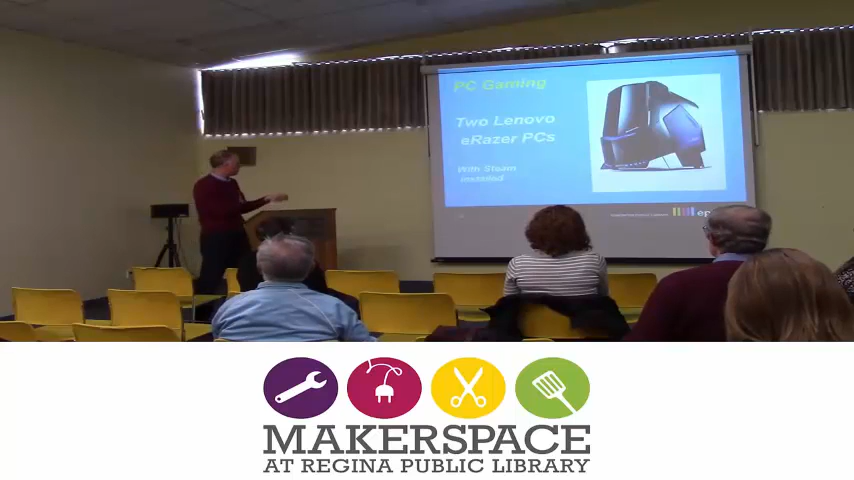 PC Gaming
Two Lenovo
eRazer PCs
With Steam
installed
MAKERSPACE
AT REGINA PUBLIC LIBRARY